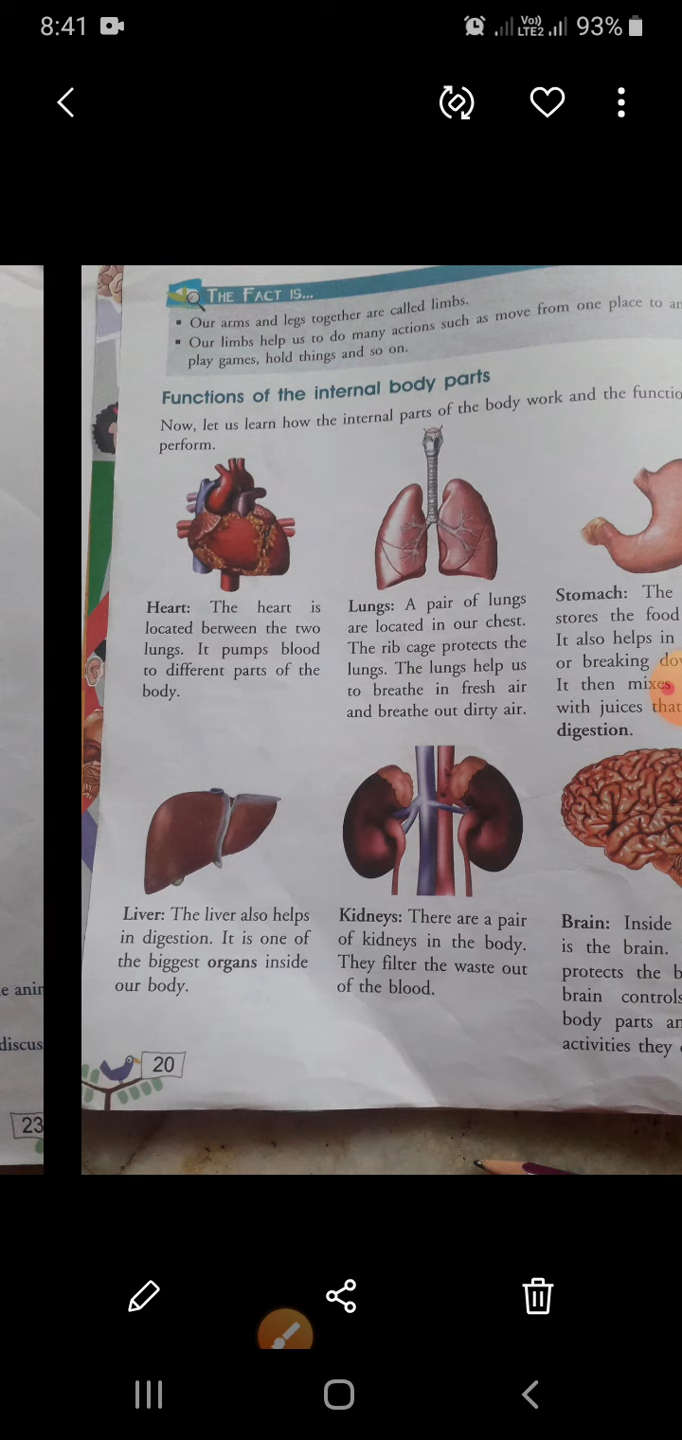 8:41
Vo)) LTE2 93%
THE FACT IS...
▪ Our arms and legs together are called limbs.
▪ Our limbs help us to do many actions such as move from one place to
play games, hold things and so on.
Functions of the internal body parts
Now, let us learn how the internal parts of the body work and the
perform.
Heart: The heart is
located between the two
lungs. It pumps blood
to different parts of the
body.
Lungs: A pair of lungs
are located in our chest.
The rib cage protects the
lungs. The lungs help us
to breathe in fresh air
and breathe out dirty air.
Stomach: The
stores the food
It also helps in
or breaking
It then mixes
with juices that
digestion.
Liver: The liver also helps
in digestion. It is one of
the biggest organs inside
our body.
Kidneys: There are a pair
of kidneys in the body.
They filter the waste out
of the blood.
Brain: Inside
is the brain.
protects the
brain controls
body parts
activities they
20
23